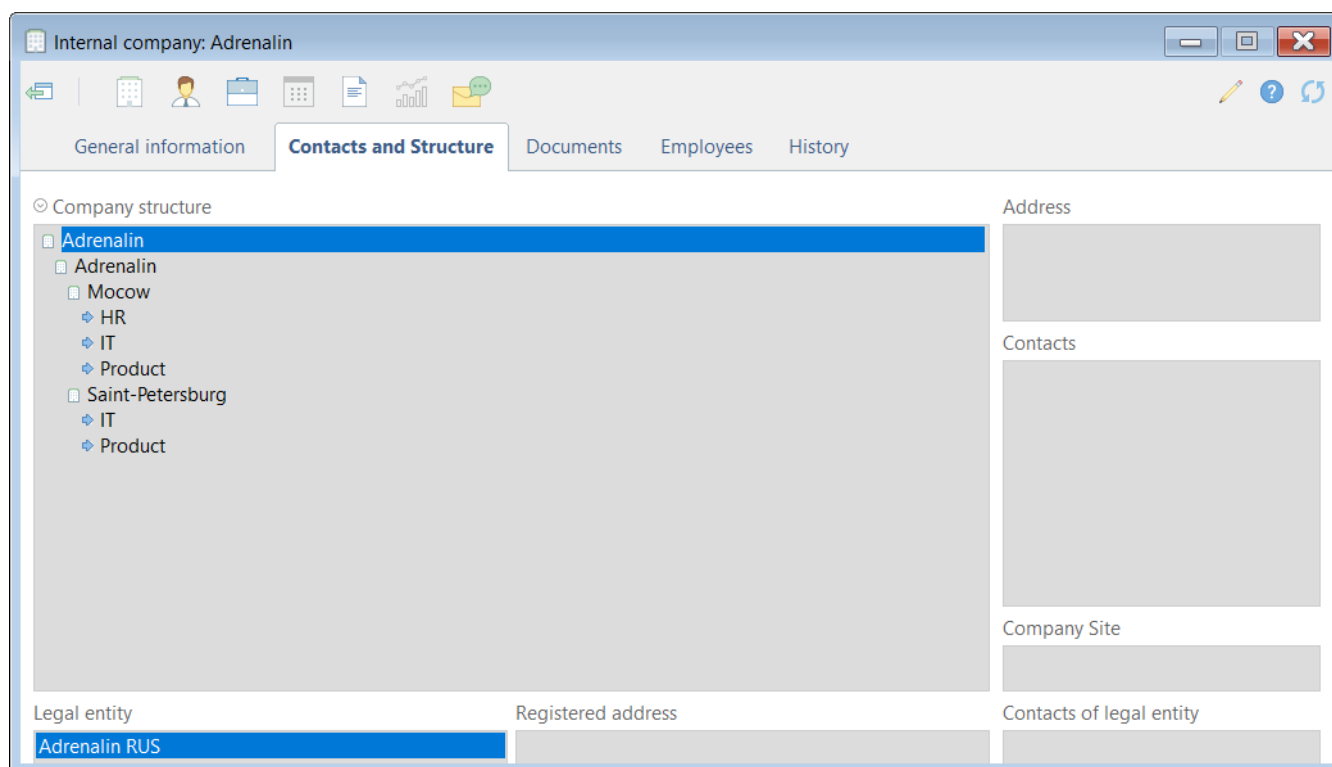 Internal company: Adrenalin
General information Contacts and Structure Documents Employees History
Company structure
Adrenalin
Adrenalin
Mocow
HR
IT
Product
Saint-Petersburg
IT
Product
Address
Contacts
Company Site
Legal entity
Adrenalin RUS
Registered address
Contacts of legal entity